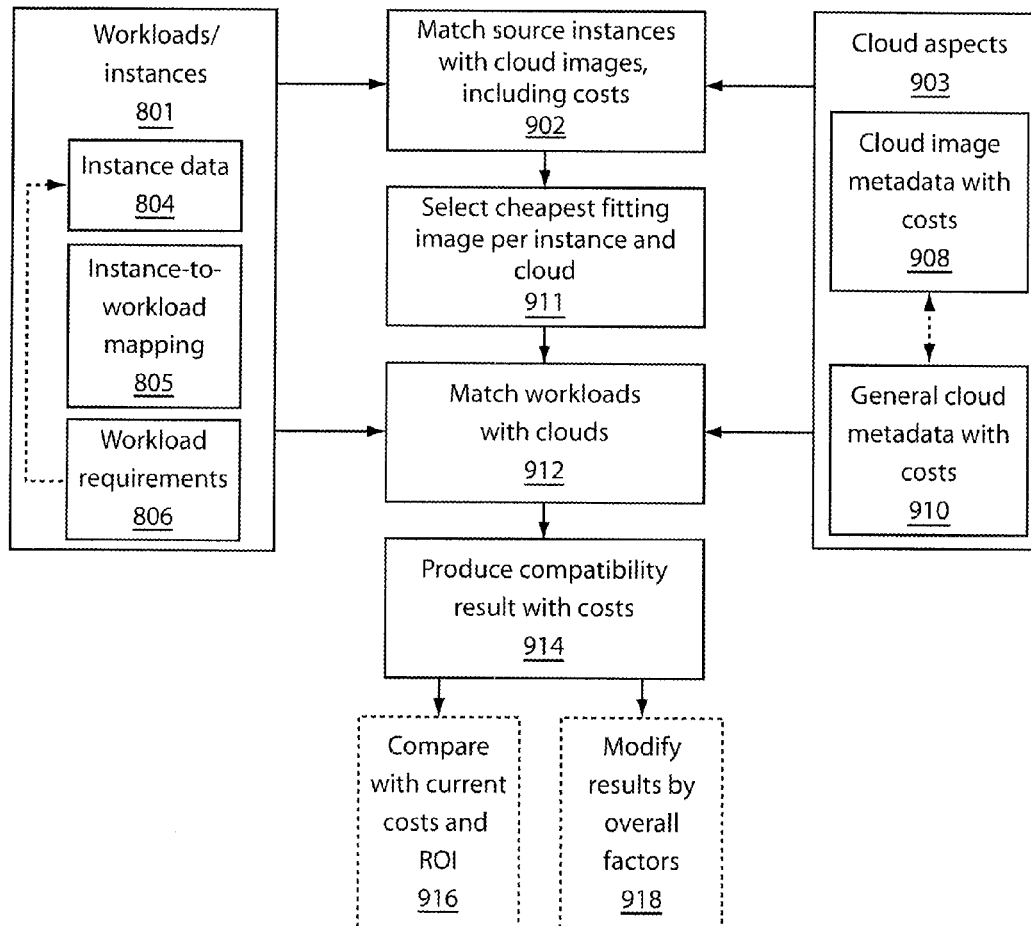 Workloads/
instances
801
Instance data
804
Instance-to-
workload
mapping
805
Workload
requirements
806
Match source instances
with cloud images,
including costs
902
Select cheapest fitting
image per instance and
cloud
911
Match workloads
with clouds
912
Produce compatibility
result with costs
914
Compare
with current
costs and
ROI
916
Modify
results by
overall
factors
918
Cloud aspects
903
Cloud image
metadata with
costs
908
General cloud
metadata with
costs
910